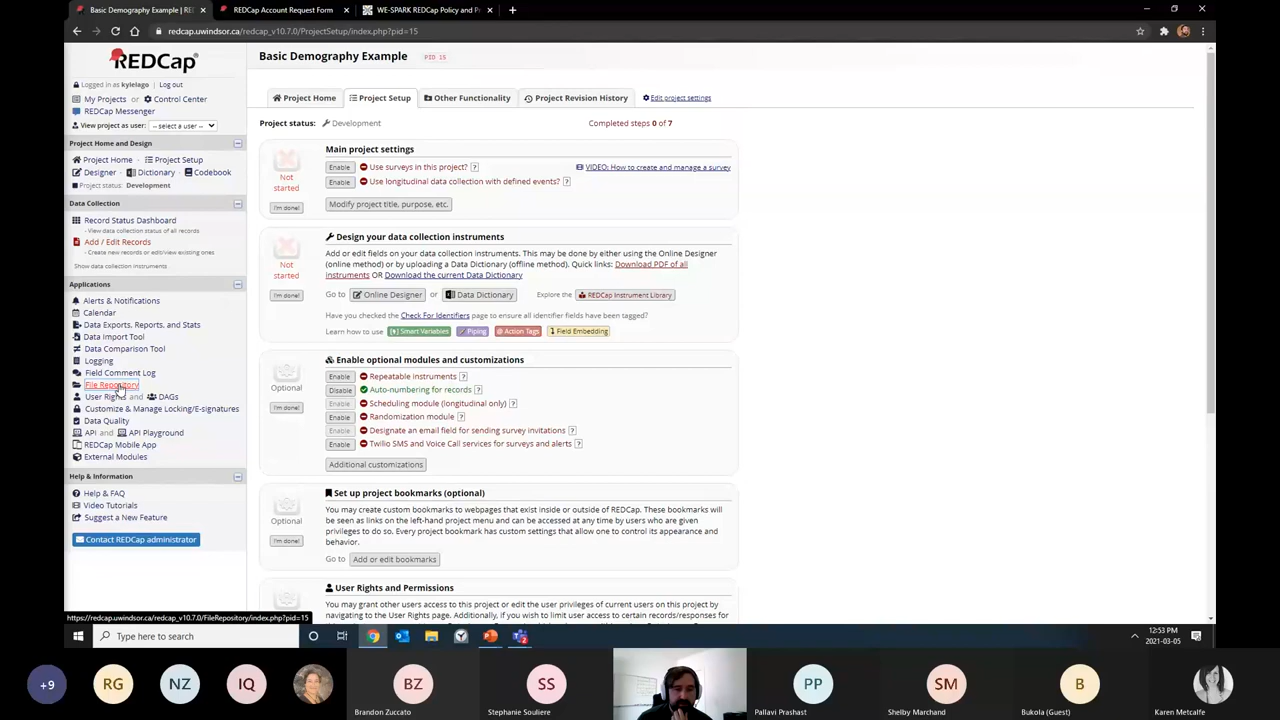 Basic Demography Example | REDC
REDCap Account Request Form
WE-SPARK REDCap Policy and Pr
redcap.uwindsor.ca/redcap_v10.7.0/ProjectSetup/index.php?pid=15
REDCap
Logged in as kylelago | Log out
My Projects or Control Center
REDCap Messenger
View project as user: -- select a user --
Project Home and Design
Project Home · Project Setup
Designer · Dictionary · Codebook
Project status: Development
Data Collection
Record Status Dashboard
- View data collection status of all records
Add / Edit Records
- Create new records or edit/view existing ones
Show data collection instruments
Applications
Alerts & Notifications
Calendar
Data Exports, Reports, and Stats
Data Import Tool
Data Comparison Tool
Logging
Field Comment Log
File Repository
User Rights and DAGs
Customize & Manage Locking/E-signatures
Data Quality
API and API Playground
REDCap Mobile App
External Modules
Help & Information
Help & FAQ
Video Tutorials
Suggest a New Feature
Contact REDCap administrator
https://redcap.uwindsor.ca/redcap_v10.7.0/FileRepository/index.php?pid=15
Basic Demography Example PID 15
Project Home
Project Setup
Other Functionality
Project Revision History
Edit project settings
Project status: Development
Completed steps 0 of 7
Not started
I'm done!
Main project settings
Enable Use surveys in this project? ?
VIDEO: How to create and manage a survey
Enable Use longitudinal data collection with defined events? ?
Modify project title, purpose, etc.
Not started
I'm done!
Design your data collection instruments
Add or edit fields on your data collection instruments. This may be done by either using the Online Designer
(online method) or by uploading a Data Dictionary (offline method). Quick links: Download PDF of all
instruments OR Download the current Data Dictionary
Go to Online Designer or Data Dictionary Explore the REDCap Instrument Library
Have you checked the Check For Identifiers page to ensure all identifier fields have been tagged?
Learn how to use [•] Smart Variables Piping @ Action Tags Field Embedding
Optional
I'm done!
Enable optional modules and customizations
Enable Repeatable instruments ?
Disable Auto-numbering for records ?
Enable Scheduling module (longitudinal only) ?
Enable Randomization module ?
Enable Designate an email field for sending survey invitations ?
Enable Twilio SMS and Voice Call services for surveys and alerts ?
Additional customizations
Optional
I'm done!
Set up project bookmarks (optional)
You may create custom bookmarks to webpages that exist inside or outside of REDCap. These bookmarks will
be seen as links on the left-hand project menu and can be accessed at any time by users who are given
privileges to do so. Every project bookmark has custom settings that allow one to control its appearance and
behavior.
Go to Add or edit bookmarks
User Rights and Permissions
You may grant other users access to this project or edit the user privileges of current users on this project by
navigating to the User Rights page. Additionally, if you wish to limit user access to certain records/responses for
Type here to search
12:53 PM
2021-03-05
+9
RG
NZ
IQ
BZ
Brandon Zuccato
SS
Stephanie Souliere
PP
Pallavi Prashast
SM
Shelby Marchand
B
Bukola (Guest)
Karen Metcalfe